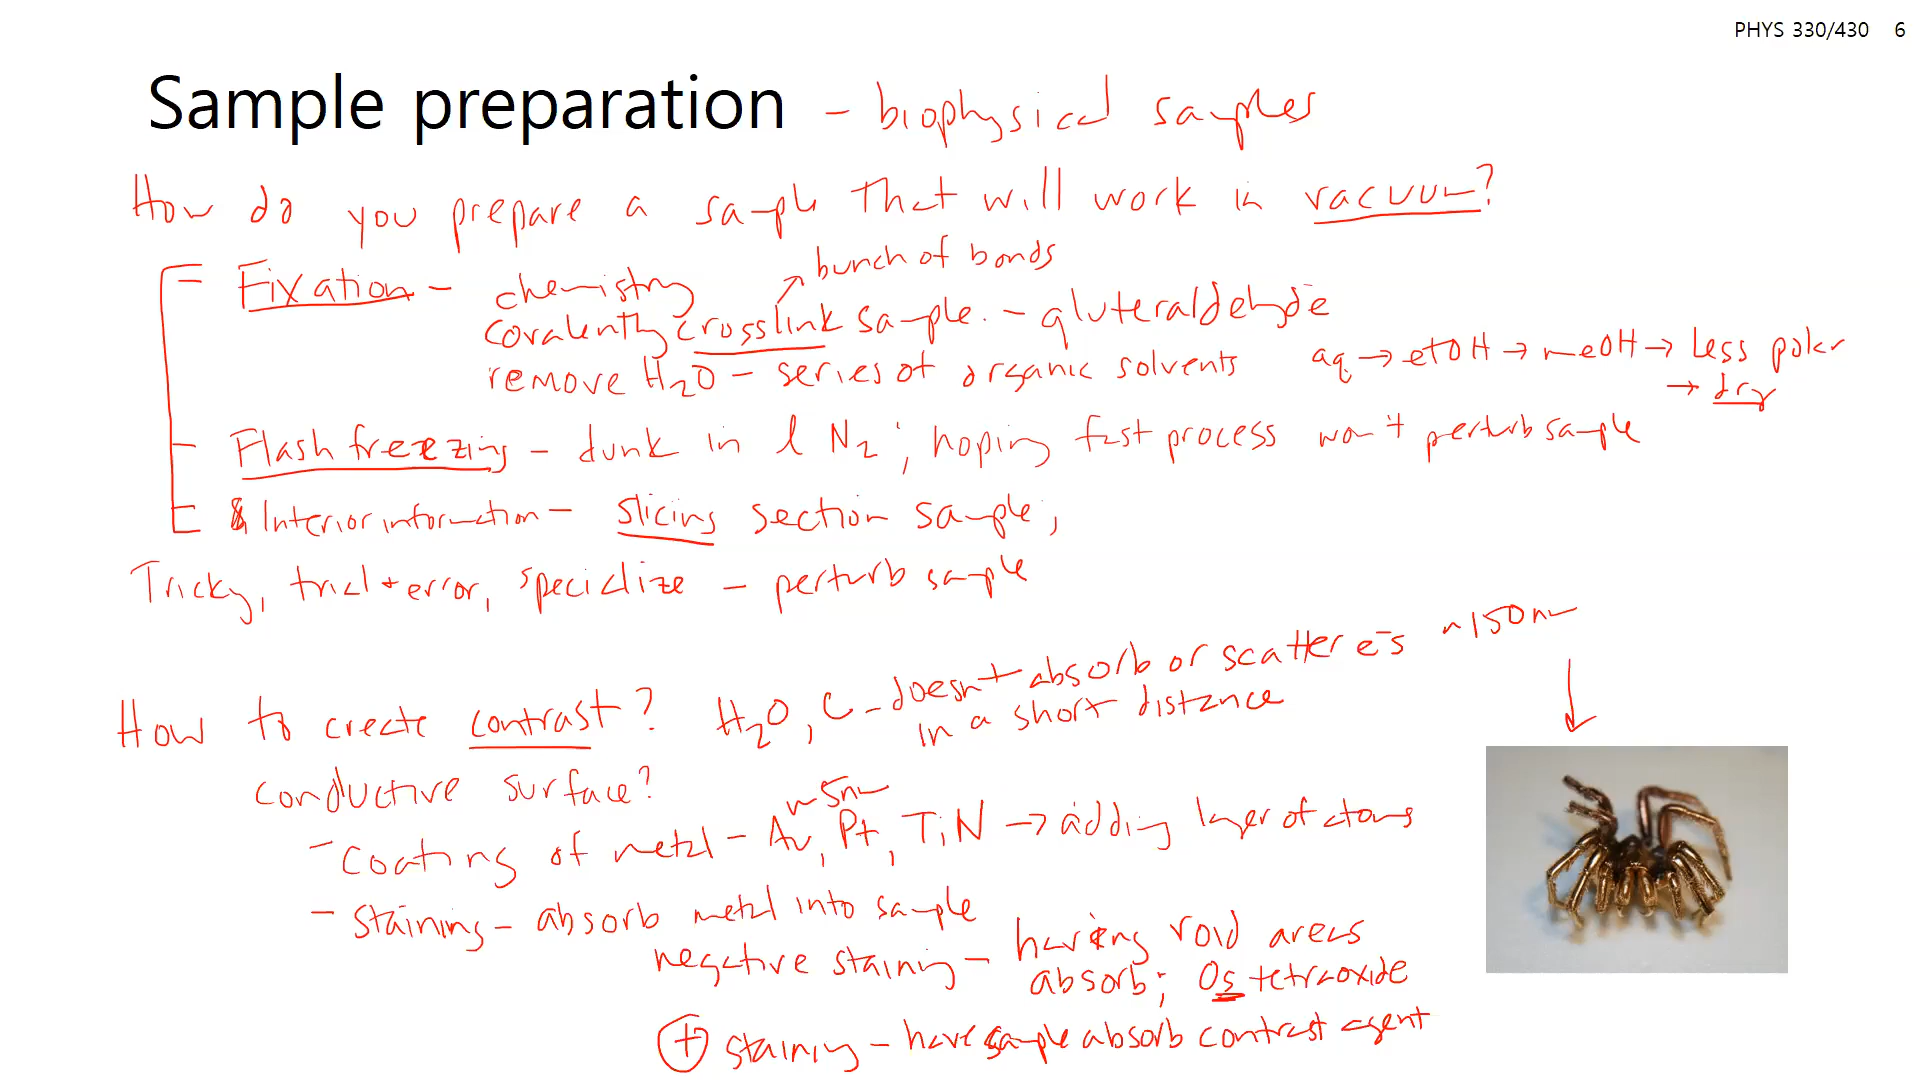 PHYS 330/430 6
Sample preparation - biophysical samples
How do you prepare a sample that will work in vacuum?
bunch of bonds
- Fixation - chemistry
covalently crosslink sample. - gluteraldehyde
remove H2O - series of organic solvents aq → etOH → meOH → less polar
→ dry
- Flash freezing - dunk in l N2; hoping fast process won't perturb sample
- & Interior information - slicing section sample,
Tricky, trial + error, specialize - perturb sample
~150nm
How to create contrast? H2O, C - doesn't absorb or scatter e-s
in a short distance
conductive surface?
~5nm
- coating of metal - Au, Pt, TiN → adding layer of atoms
- staining - absorb metal into sample
negative staining - having void areas
absorb; Os tetraoxide
+ staining - have sample absorb contrast agent